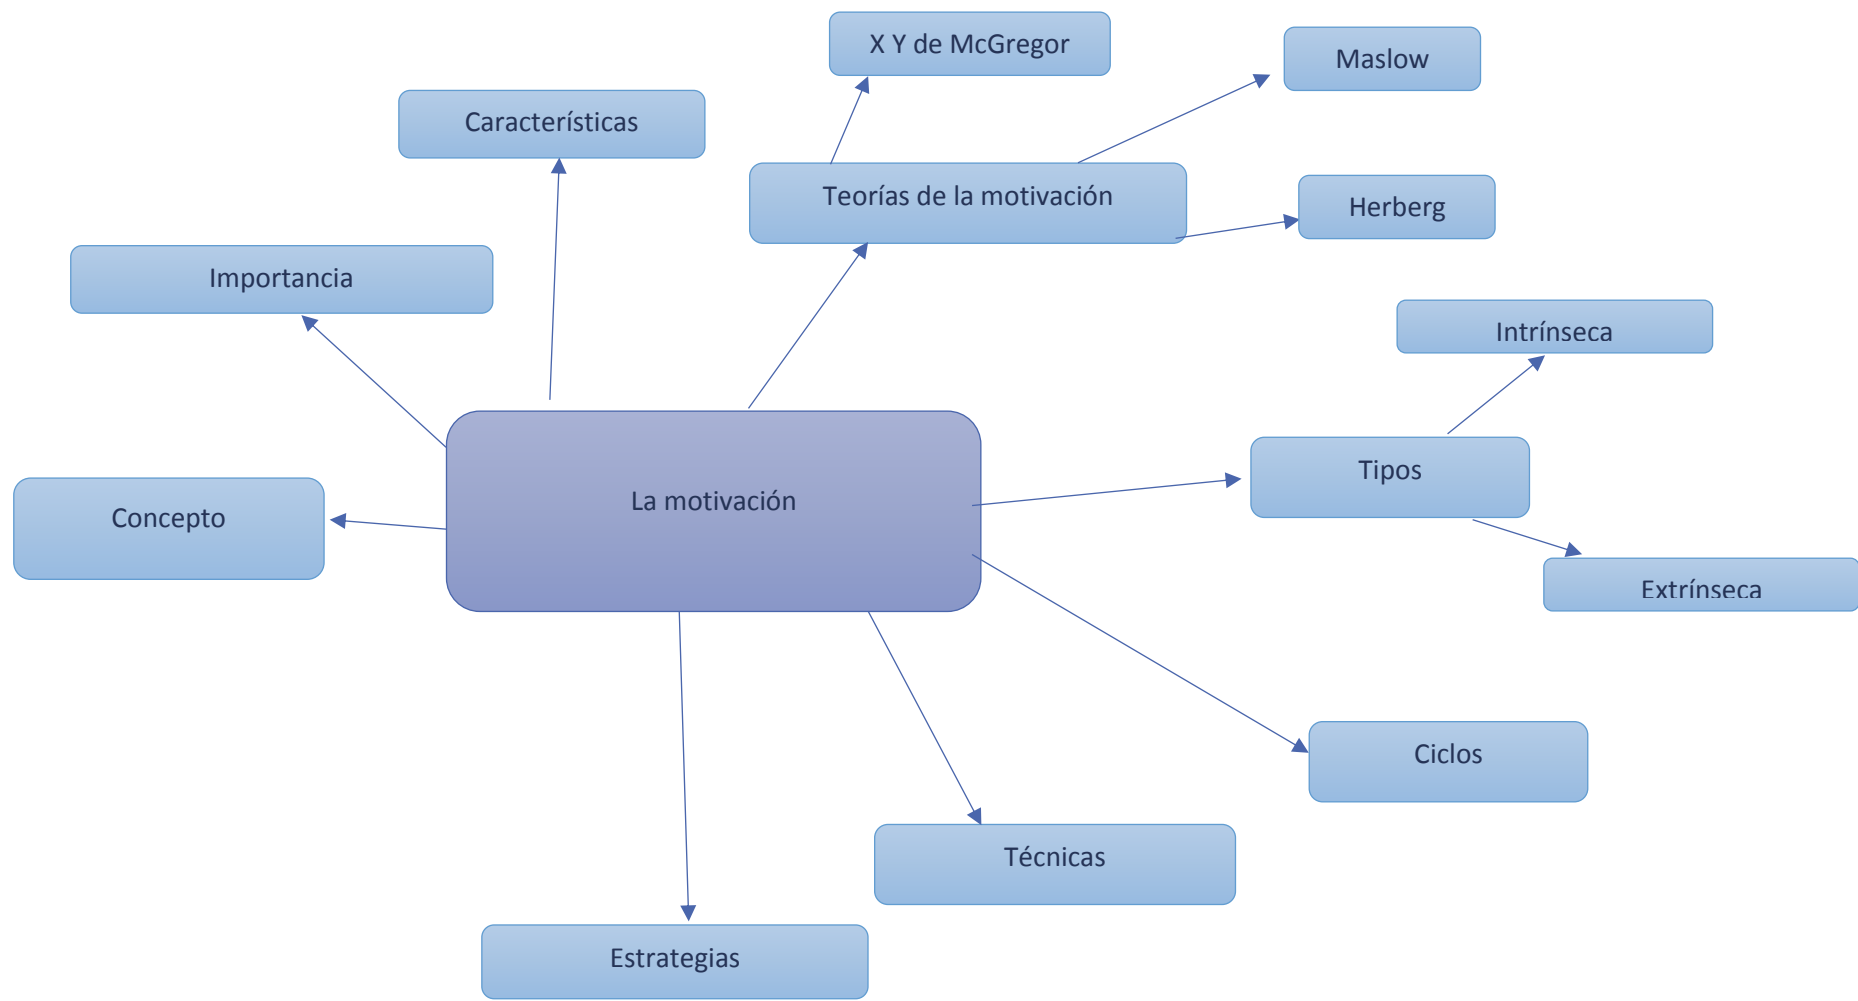 X Y de McGregor
Maslow
Características
Teorías de la motivación
Herberg
Importancia
Intrínseca
Tipos
La motivación
Concepto
Extrínseca
Ciclos
Técnicas
Estrategias